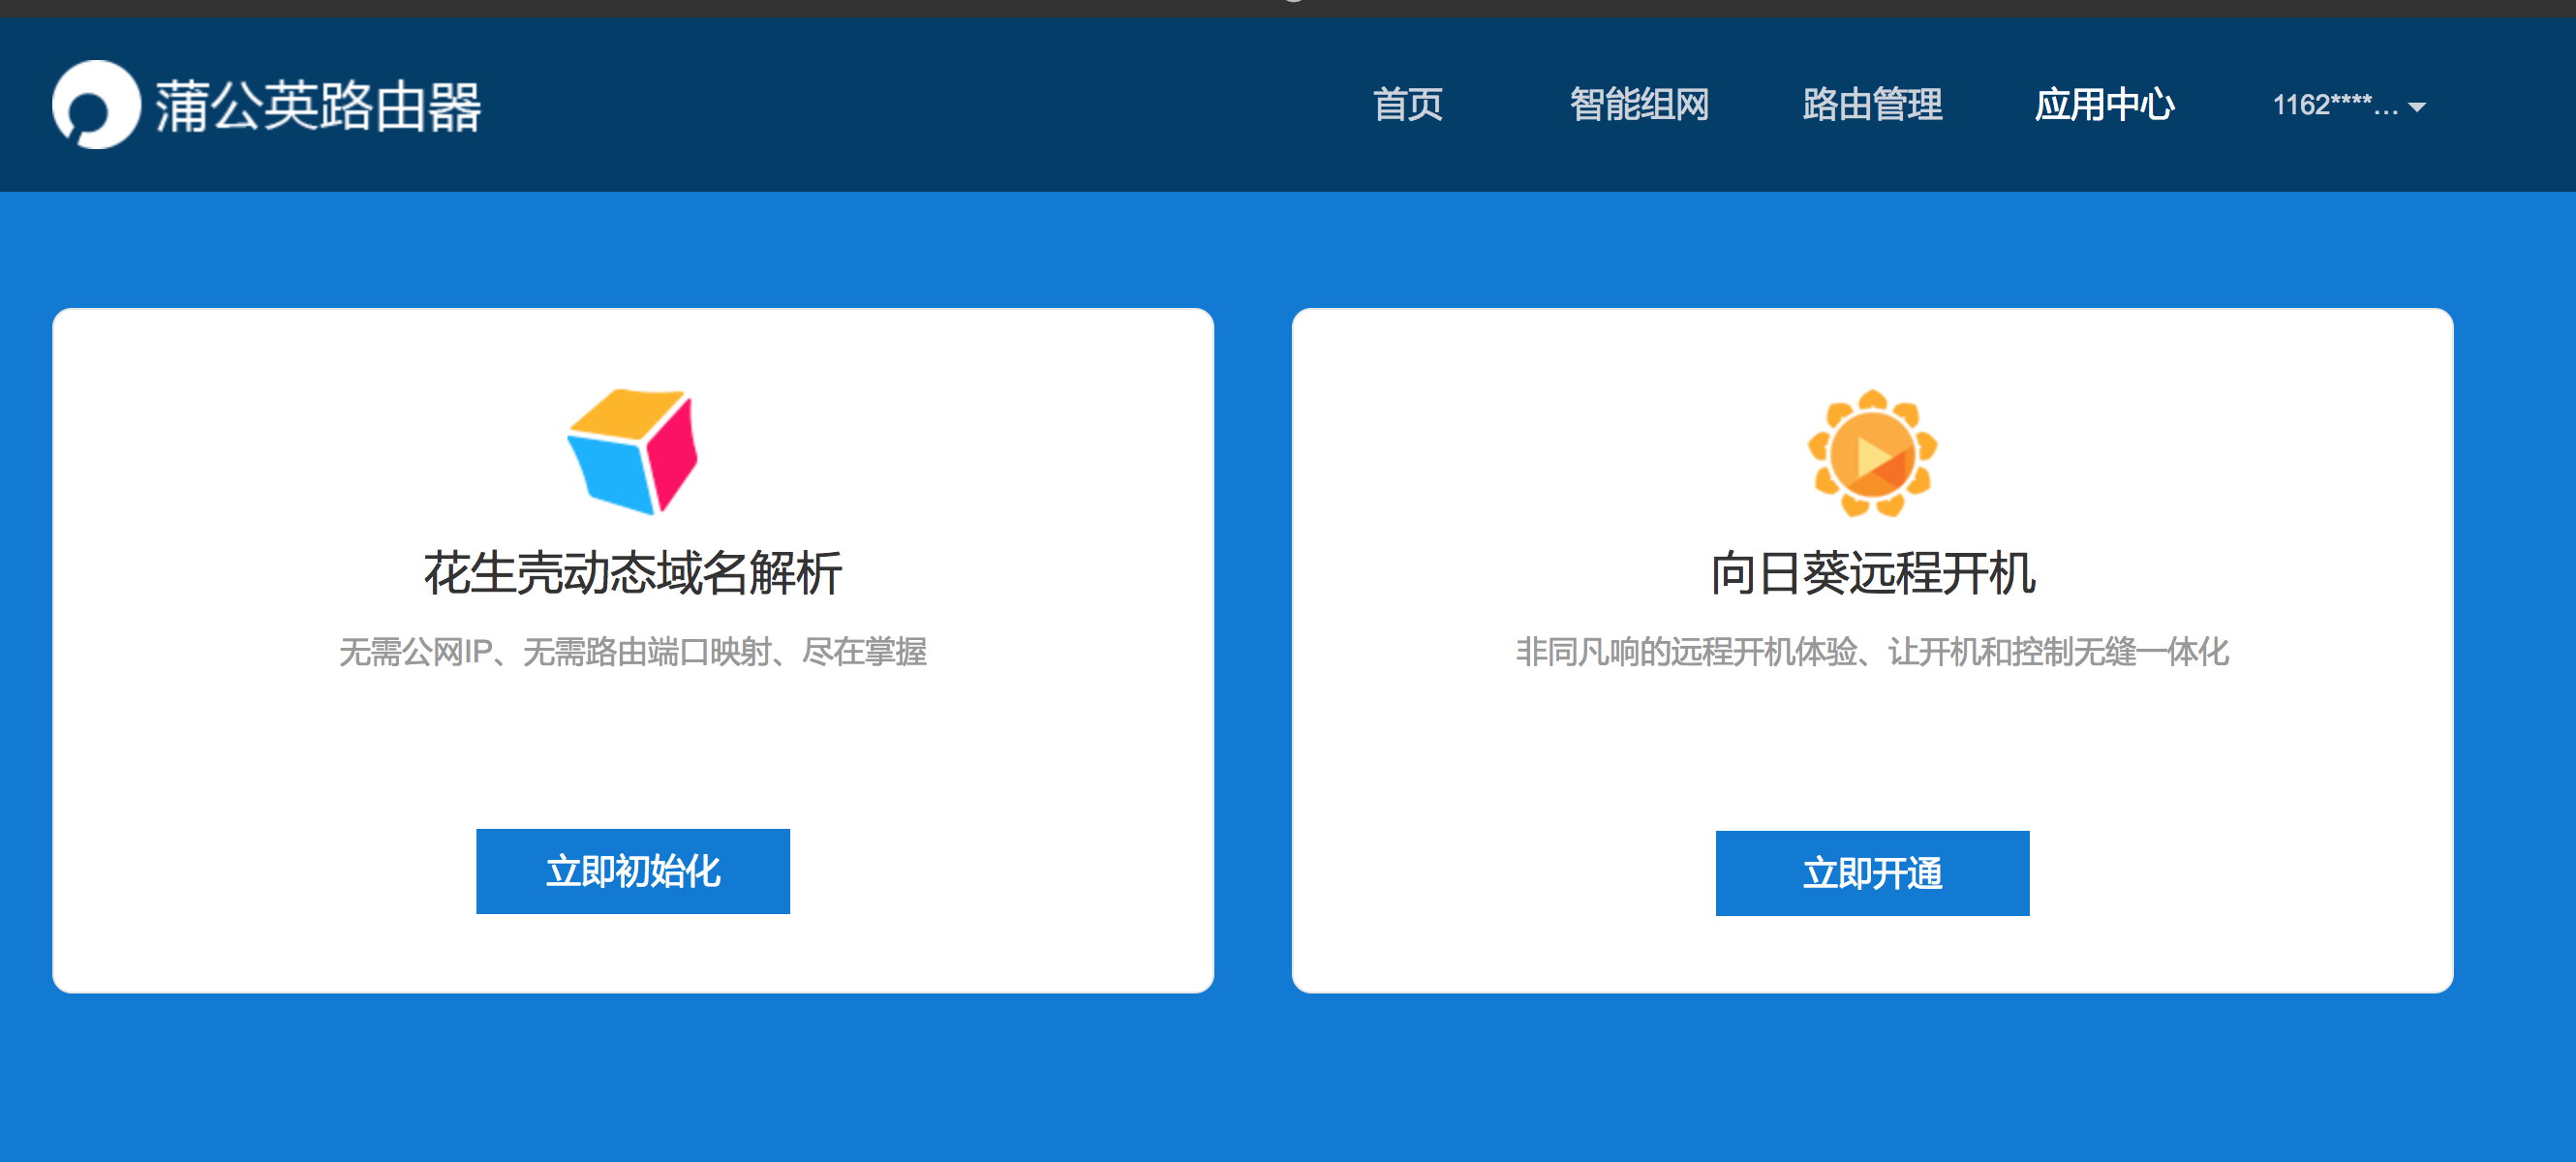 蒲公英路由器
首页 智能组网 路由管理 应用中心 1162****...
花生壳动态域名解析
无需公网IP、无需路由端口映射、尽在掌握
立即初始化
向日葵远程开机
非同凡响的远程开机体验、让开机和控制无缝一体化
立即开通